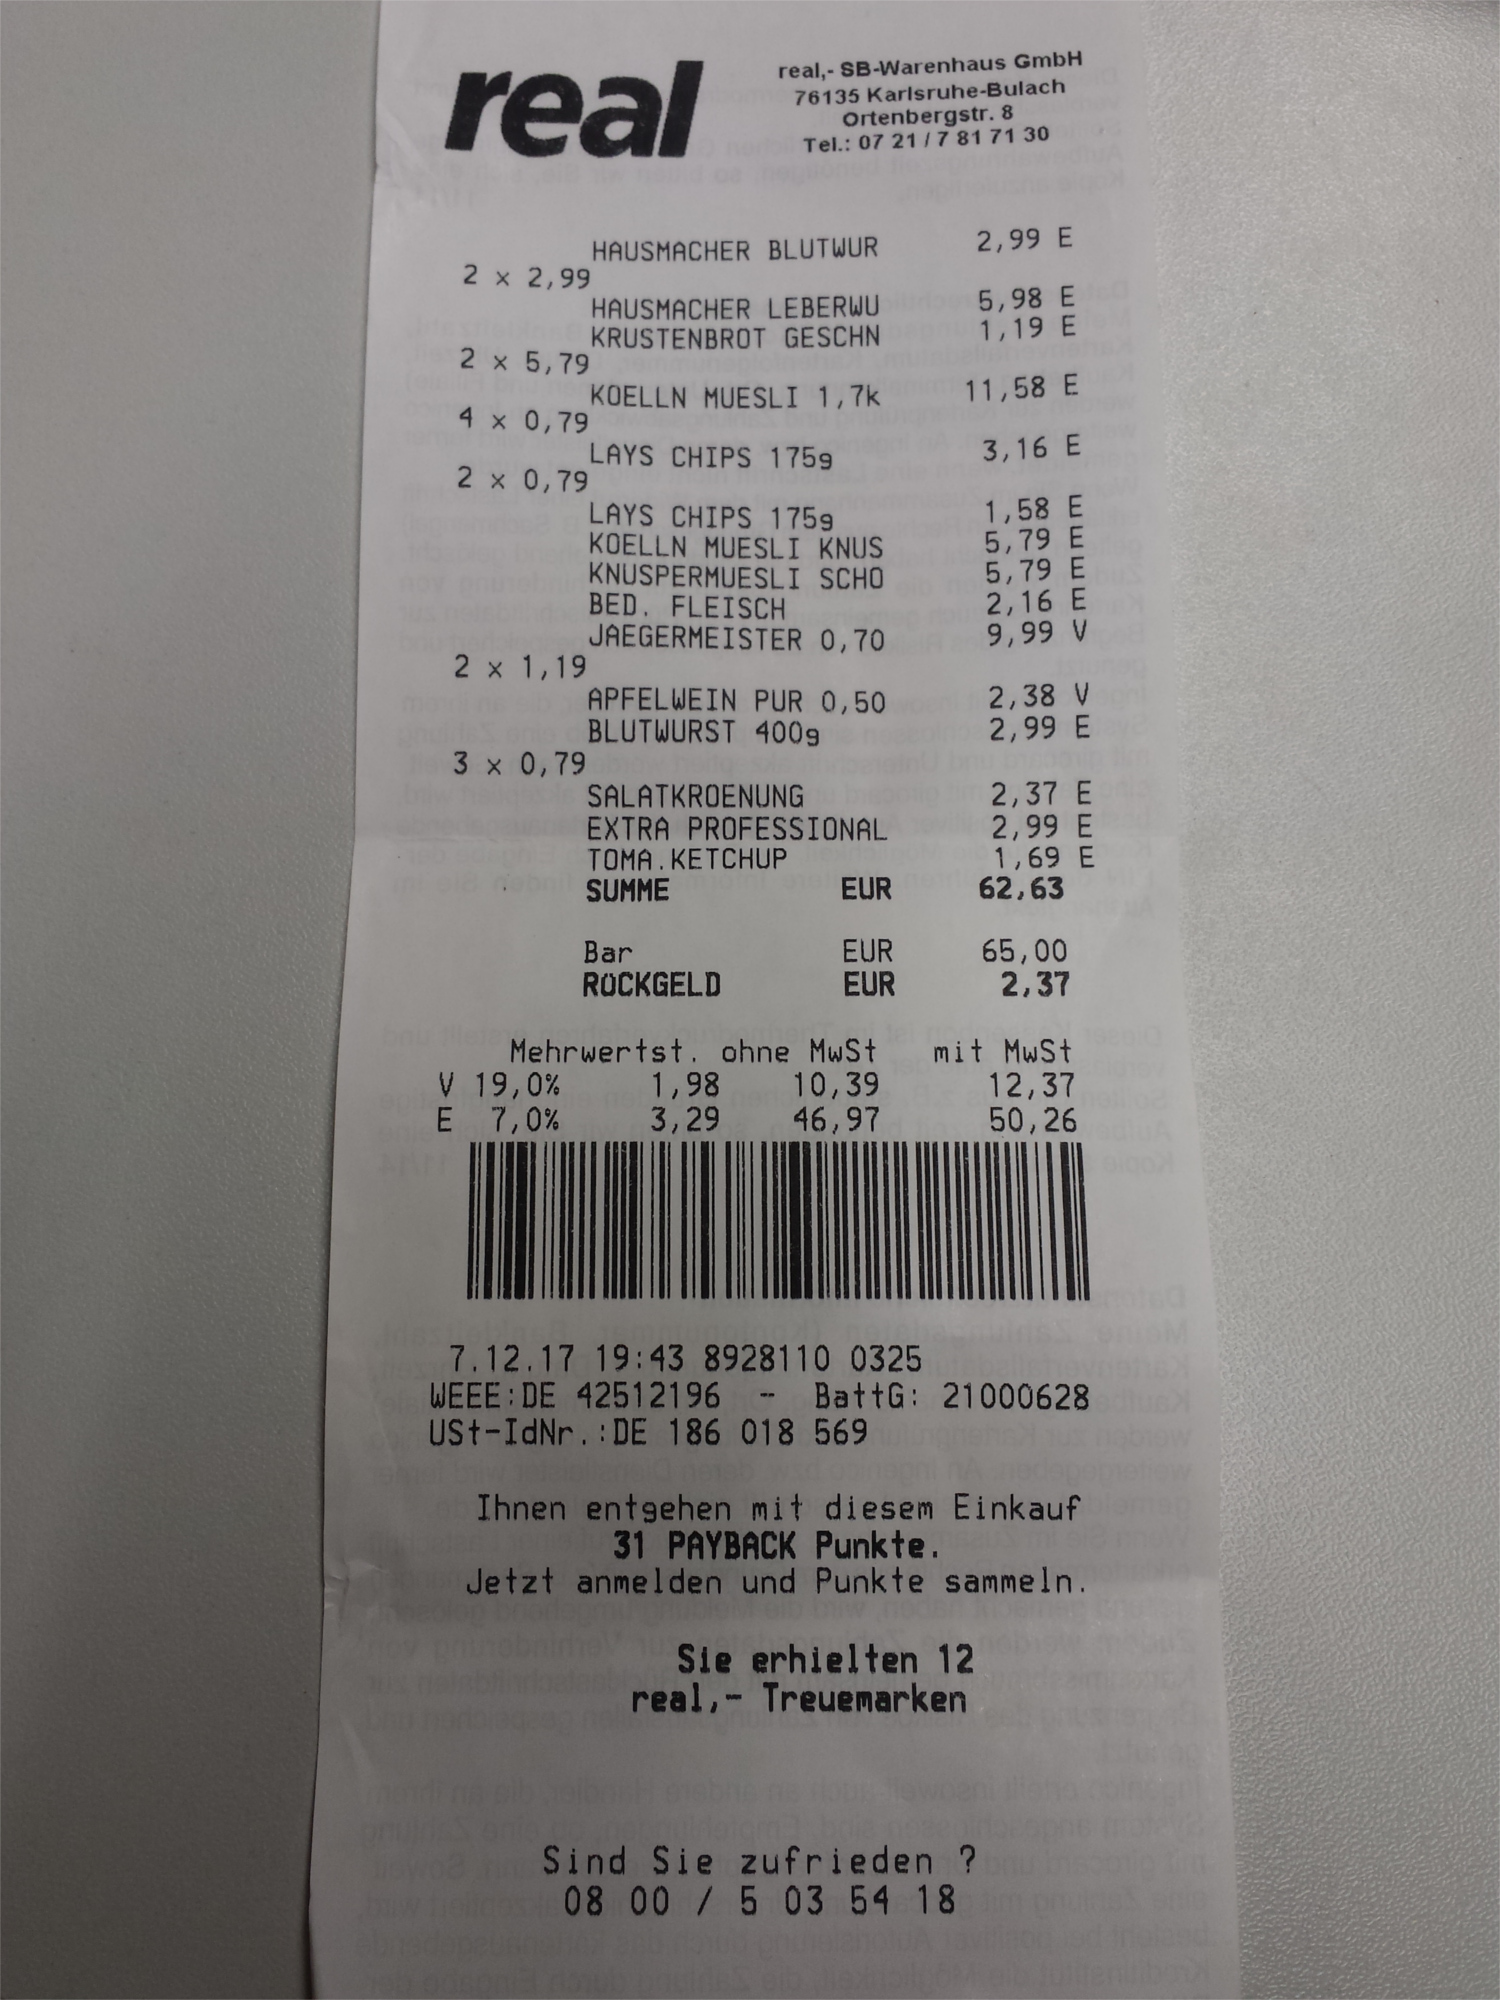 real
real,- SB-Warenhaus GmbH
76135 Karlsruhe-Bulach
Ortenbergstr. 8
Tel.: 07 21 / 7 81 71 30
HAUSMACHER BLUTWUR 2,99 E
2 x 2,99
HAUSMACHER LEBERWU 5,98 E
KRUSTENBROT GESCHN 1,19 E
2 x 5,79
KOELLN MUESLI 1,7k 11,58 E
4 x 0,79
LAYS CHIPS 175g 3,16 E
2 x 0,79
LAYS CHIPS 175g 1,58 E
KOELLN MUESLI KNUS 5,79 E
KNUSPERMUESLI SCHO 5,79 E
BED. FLEISCH 2,16 E
JAEGERMEISTER 0,70 9,99 V
2 x 1,19
APFELWEIN PUR 0,50 2,38 V
BLUTWURST 400g 2,99 E
3 x 0,79
SALATKROENUNG 2,37 E
EXTRA PROFESSIONAL 2,99 E
TOMA.KETCHUP 1,69 E
SUMME EUR 62,63
Bar EUR 65,00
RÜCKGELD EUR 2,37
Mehrwertst. ohne MwSt mit MwSt
V 19,0% 1,98 10,39 12,37
E 7,0% 3,29 46,97 50,26
7.12.17 19:43 8928110 0325
WEEE:DE 42512196 - BattG: 21000628
USt-IdNr.:DE 186 018 569
Ihnen entgehen mit diesem Einkauf
31 PAYBACK Punkte.
Jetzt anmelden und Punkte sammeln.
Sie erhielten 12
real,- Treuemarken
Sind Sie zufrieden ?
08 00 / 5 03 54 18